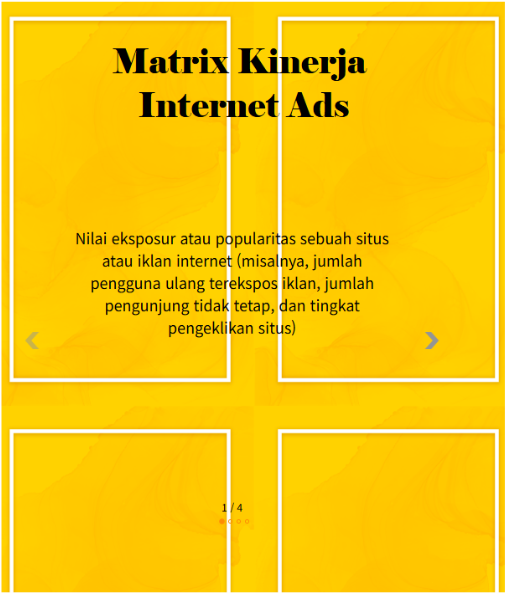 Matrix Kinerja
Internet Ads
Nilai eksposur atau popularitas sebuah situs
atau iklan internet (misalnya, jumlah
pengguna ulang terekspos iklan, jumlah
pengunjung tidak tetap, dan tingkat
pengeklikan situs)
1 / 4